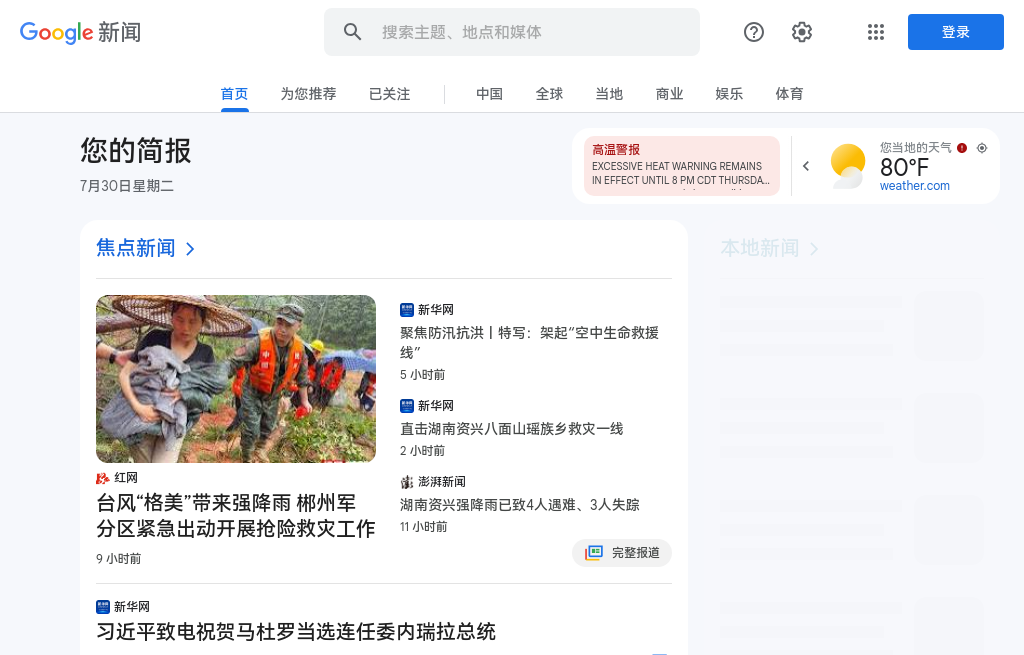 Google 新闻
搜索主题、地点和媒体
登录
首页
为您推荐
已关注
中国
全球
当地
商业
娱乐
体育
您的简报
7月30日星期二
高温警报
EXCESSIVE HEAT WARNING REMAINS
IN EFFECT UNTIL 8 PM CDT THURSDA...
您当地的天气
80°F
weather.com
焦点新闻
本地新闻
红网
台风“格美”带来强降雨 郴州军
分区紧急出动开展抢险救灾工作
9 小时前
新华网
聚焦防汛抗洪丨特写：架起“空中生命救援
线”
5 小时前
新华网
直击湖南资兴八面山瑶族乡救灾一线
2 小时前
澎湃新闻
湖南资兴强降雨已致4人遇难、3人失踪
11 小时前
完整报道
新华网
习近平致电祝贺马杜罗当选连任委内瑞拉总统